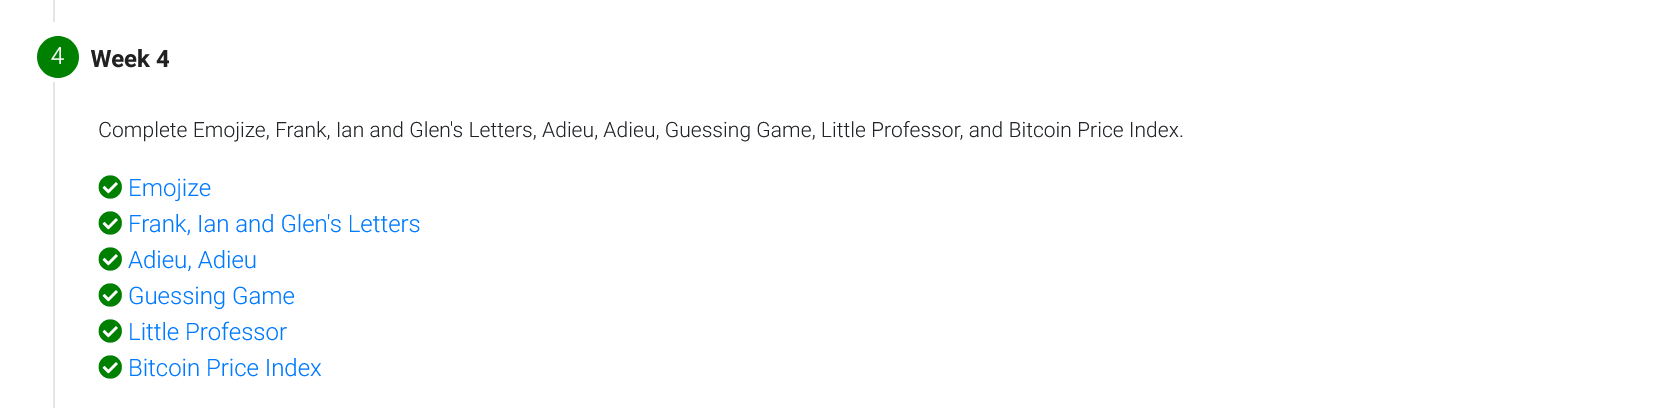 4 Week 4
Complete Emojize, Frank, Ian and Glen's Letters, Adieu, Adieu, Guessing Game, Little Professor, and Bitcoin Price Index.
Emojize
Frank, Ian and Glen's Letters
Adieu, Adieu
Guessing Game
Little Professor
Bitcoin Price Index